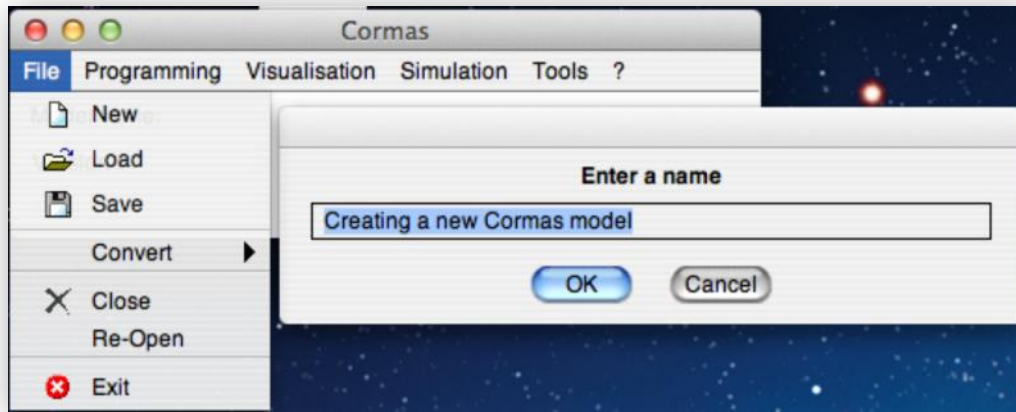 Cormas
File Programming Visualisation Simulation Tools ?
New
Load
Save
Convert
Close
Re-Open
Exit
Enter a name
Creating a new Cormas model
OK Cancel